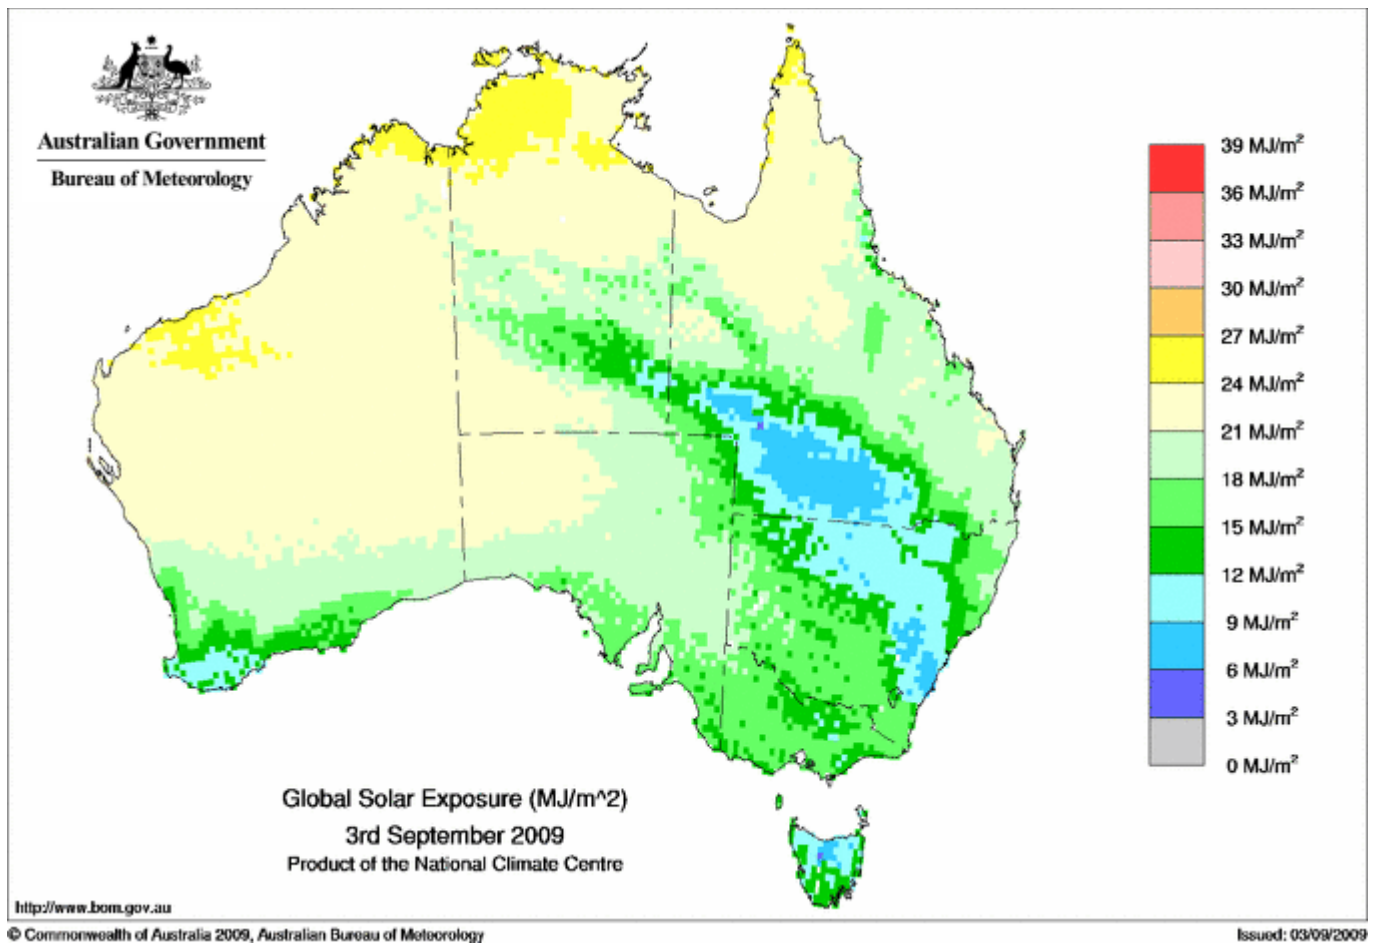 Australian Government
Bureau of Meteorology
39 MJ/m²
36 MJ/m²
33 MJ/m²
30 MJ/m²
27 MJ/m²
24 MJ/m²
21 MJ/m²
18 MJ/m²
15 MJ/m²
12 MJ/m²
9 MJ/m²
6 MJ/m²
3 MJ/m²
0 MJ/m²
Global Solar Exposure (MJ/m^2)
3rd September 2009
Product of the National Climate Centre
http://www.bom.gov.au
© Commonwealth of Australia 2009, Australian Bureau of Meteorology
Issued: 03/09/2009